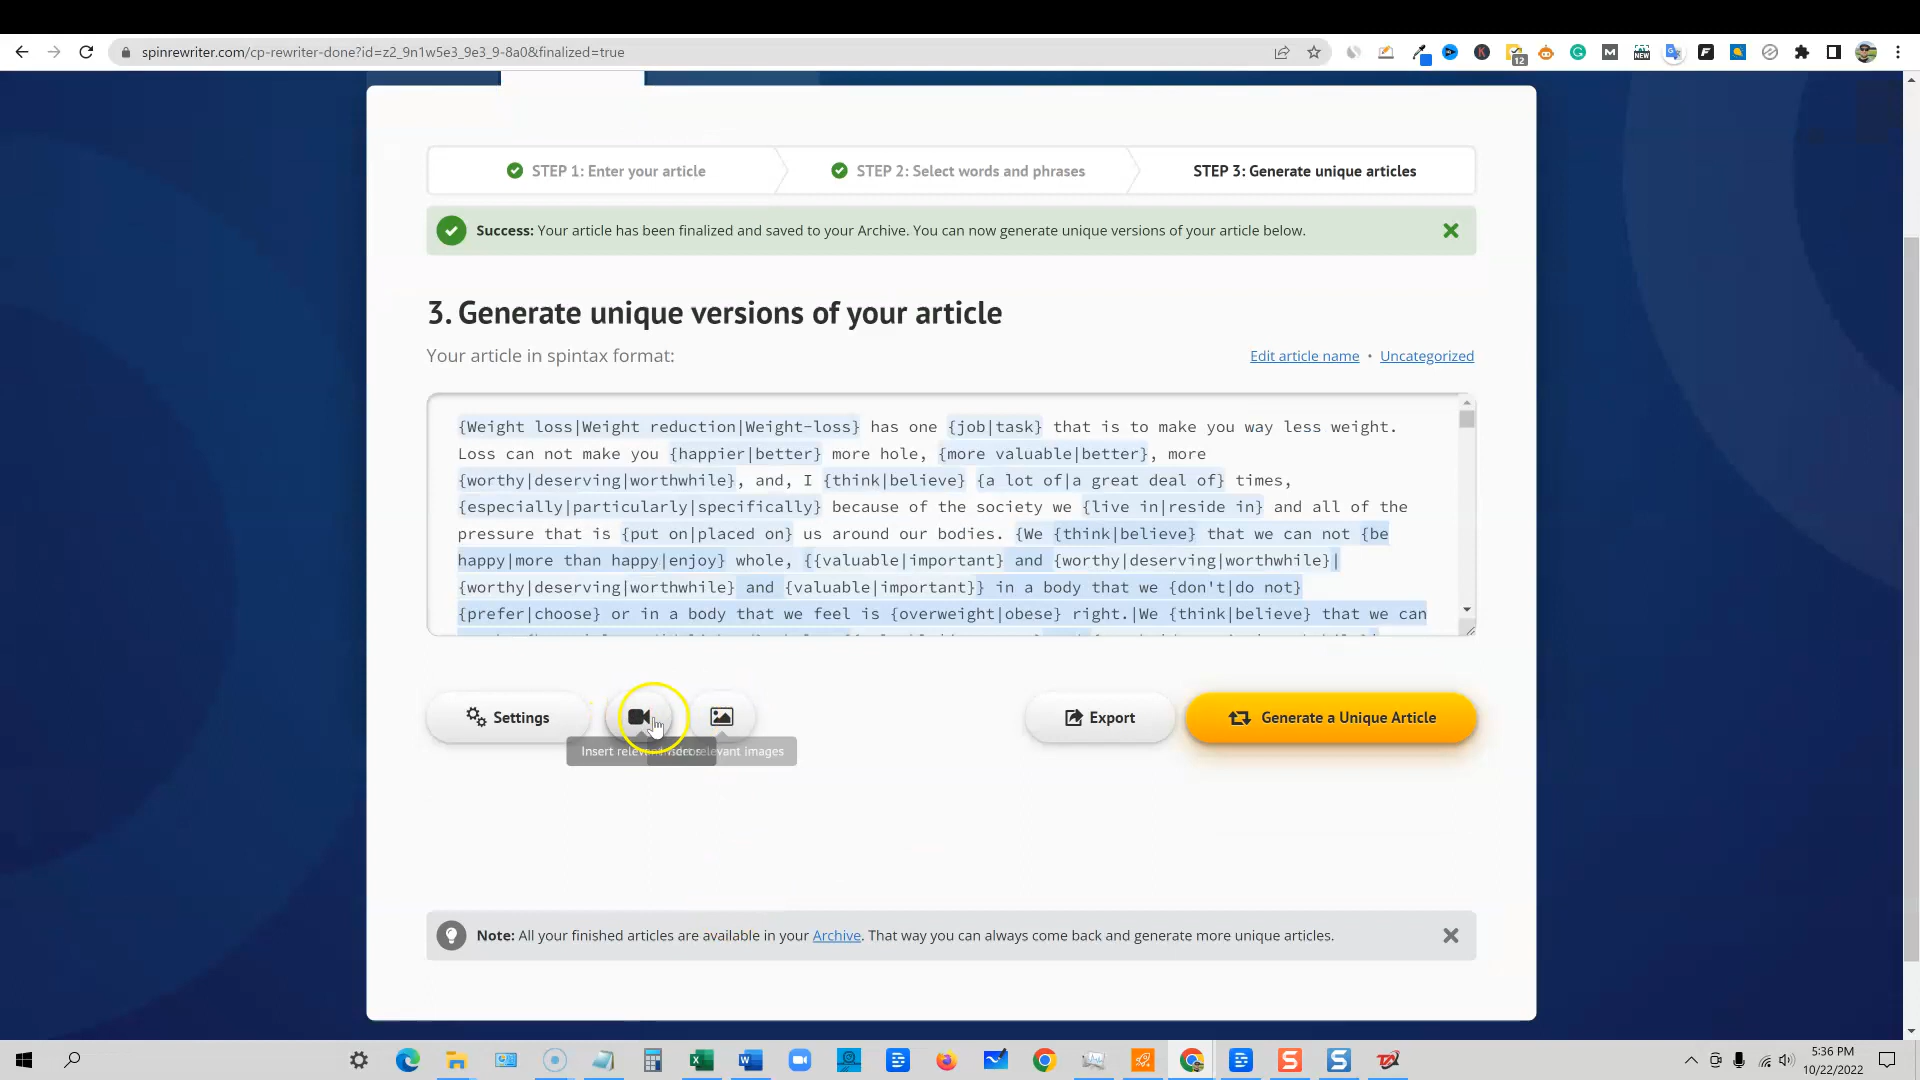 spinrewriter.com/cp-rewriter-done?id=z2_9n1w5e3_9e3_9-8a0&finalized=true
12
NEW
STEP 1: Enter your article
STEP 2: Select words and phrases
STEP 3: Generate unique articles
Success: Your article has been finalized and saved to your Archive. You can now generate unique versions of your article below.
3. Generate unique versions of your article
Your article in spintax format:
Edit article name • Uncategorized
{Weight loss|Weight reduction|Weight-loss} has one {job|task} that is to make you way less weight.
Loss can not make you {happier|better} more hole, {more valuable|better}, more
{worthy|deserving|worthwhile}, and, I {think|believe} {a lot of|a great deal of} times,
{especially|particularly|specifically} because of the society we {live in|reside in} and all of the
pressure that is {put on|placed on} us around our bodies. {We {think|believe} that we can not {be
happy|more than happy|enjoy} whole, {{valuable|important} and {worthy|deserving|worthwhile}|
{worthy|deserving|worthwhile} and {valuable|important}} in a body that we {don't|do not}
{prefer|choose} or in a body that we feel is {overweight|obese} right.|We {think|believe} that we can
Settings
Export
Generate a Unique Article
Insert relevant images
Note: All your finished articles are available in your Archive. That way you can always come back and generate more unique articles.
5:36 PM
10/22/2022